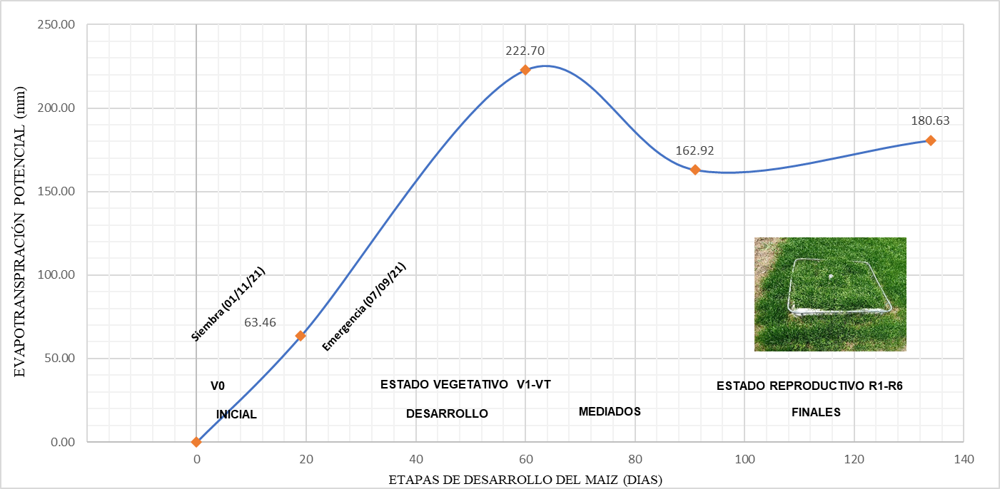 EVAPOTRANSPIRACIÓN POTENCIAL (mm)
250.00
200.00
150.00
100.00
50.00
0.00
222.70
180.63
162.92
63.46
Siembra (01/11/21)
Emergencia (07/09/21)
V0
ESTADO VEGETATIVO V1-VT
ESTADO REPRODUCTIVO R1-R6
INICIAL
DESARROLLO
MEDIADOS
FINALES
0 20 40 60 80 100 120 140
ETAPAS DE DESARROLLO DEL MAIZ (DIAS)